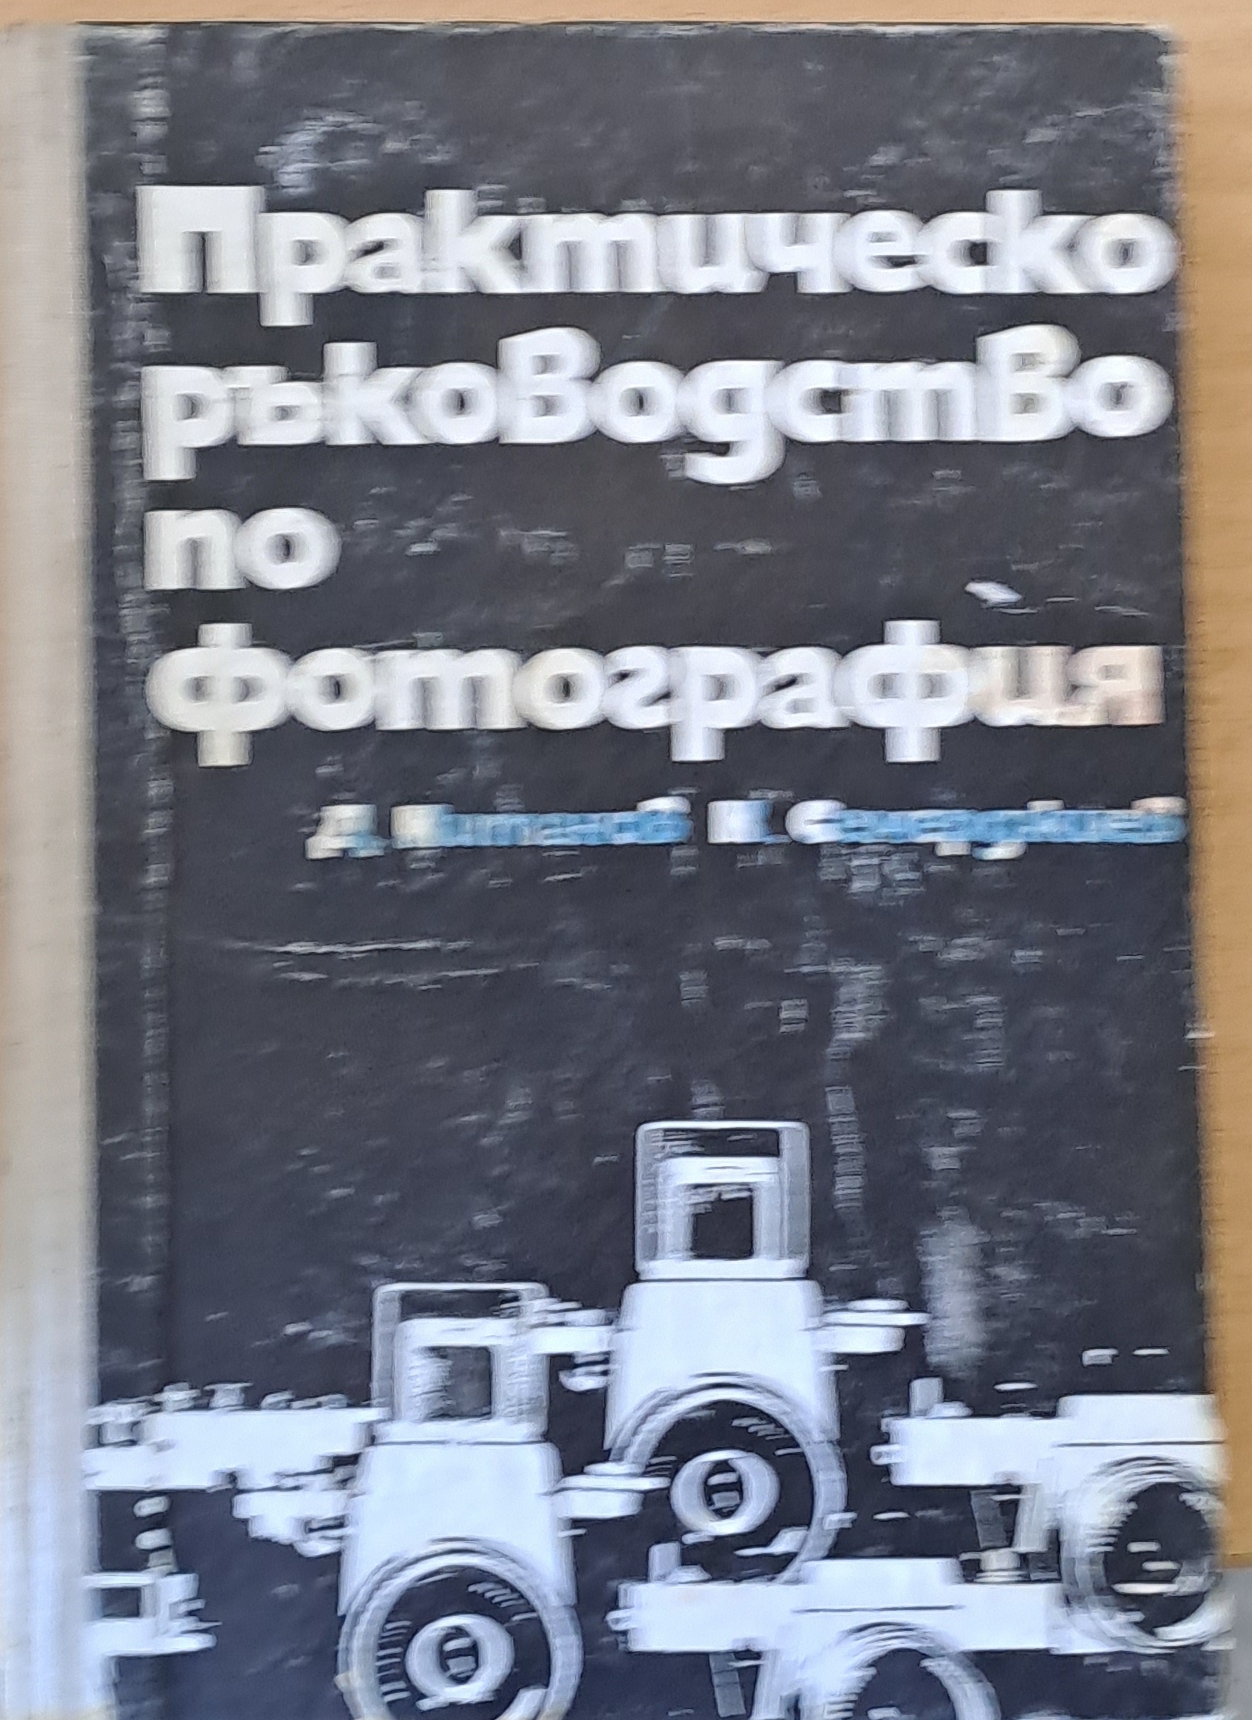 Практическо
ръководство
по
фотография
Д.